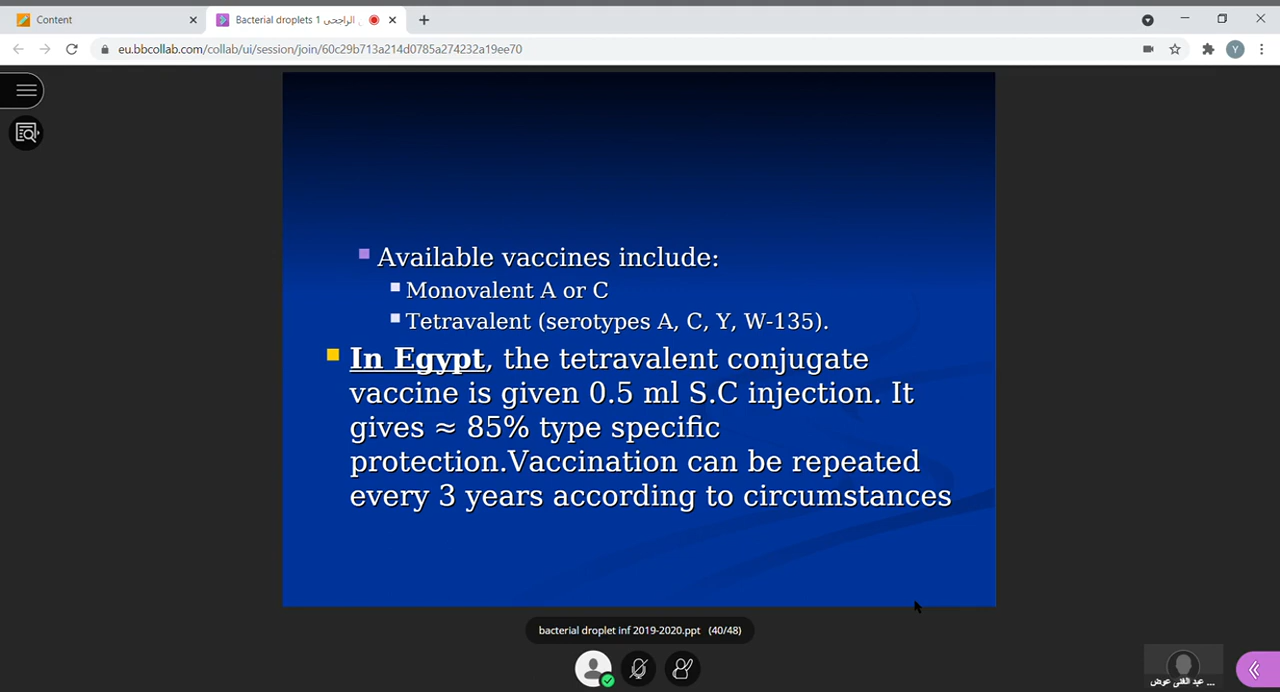 Content
Bacterial droplets 1 الراجحى
eu.bbcollab.com/collab/ui/session/join/60c29b713a214d0785a274232a19ee70
Y
Available vaccines include:
Monovalent A or C
Tetravalent (serotypes A, C, Y, W-135).
In Egypt, the tetravalent conjugate
vaccine is given 0.5 ml S.C injection. It
gives ≈ 85% type specific
protection.Vaccination can be repeated
every 3 years according to circumstances
bacterial droplet inf 2019-2020.ppt (40/48)
عبد الغنى عوض ...